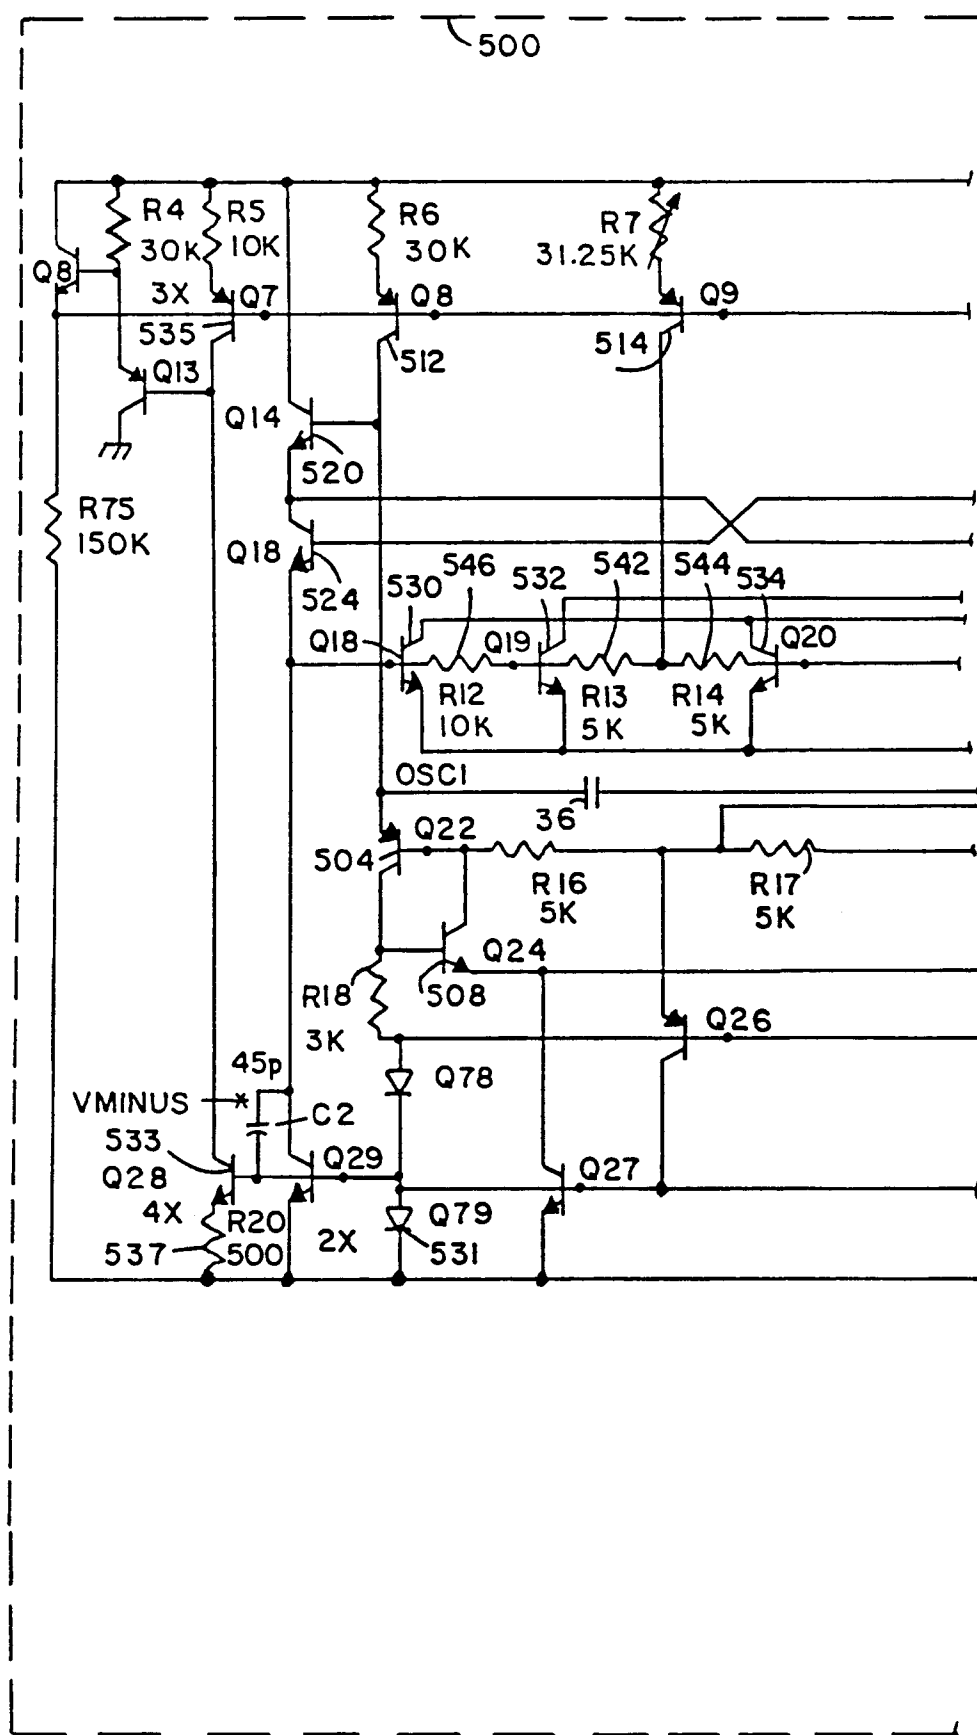 500
R4
30K
R5
10K
R6
30K
R7
31.25K
Q8
3X
Q7
535
Q8
512
Q9
514
Q13
Q14
520
R75
150K
Q18
524
530
546
532
542
544
534
Q18
Q19
Q20
R12
10K
R13
5K
R14
5K
OSC1
36
504
Q22
R16
5K
R17
5K
Q24
508
R18
3K
Q26
45p
Q78
VMINUS
C2
533
Q28
Q29
Q27
4X
R20
500
537
2X
Q79
531